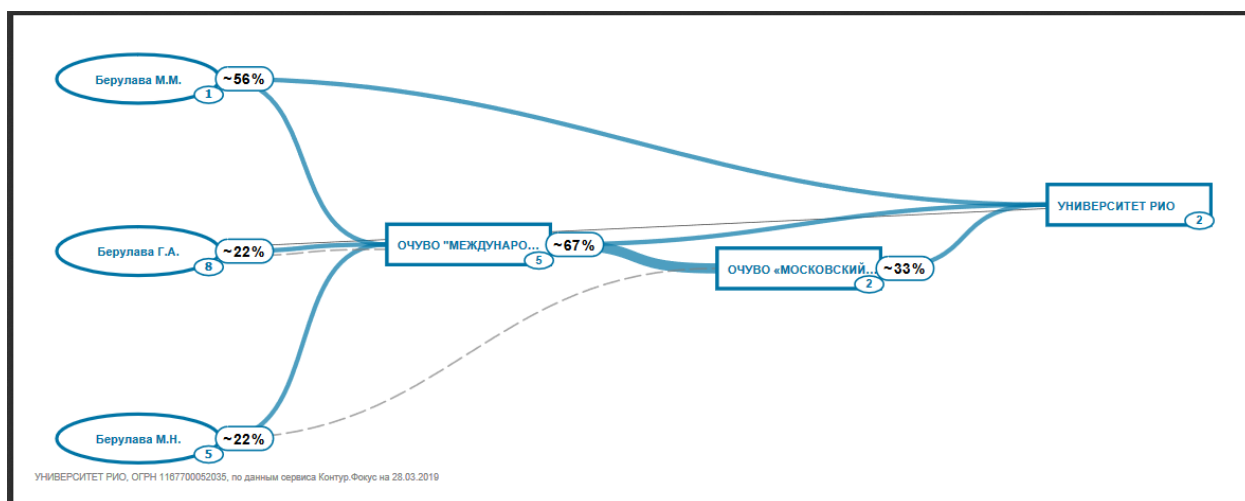 Берулава М.М.
~56%
1
Берулава Г.А.
~22%
8
ОЧУВО "МЕЖДУНАРО...
~67%
5
ОЧУВО «МОСКОВСКИЙ...
~33%
2
УНИВЕРСИТЕТ РИО
2
Берулава М.Н.
~22%
5
УНИВЕРСИТЕТ РИО, ОГРН 1167700052035, по данным сервиса Контур.Фокус на 28.03.2019